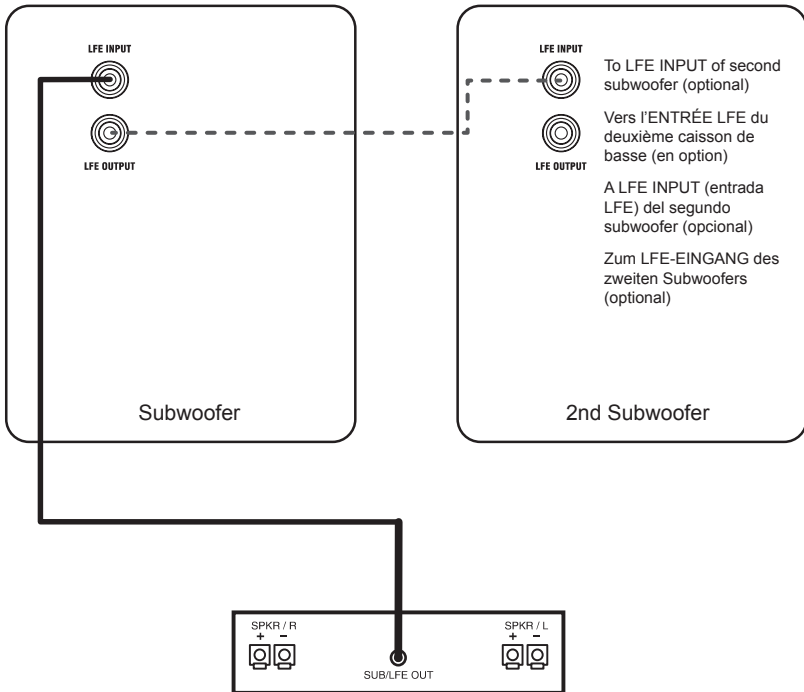 LFE INPUT
LFE OUTPUT
Subwoofer
LFE INPUT
LFE OUTPUT
To LFE INPUT of second
subwoofer (optional)
Vers l'ENTRÉE LFE du
deuxième caisson de
basse (en option)
A LFE INPUT (entrada
LFE) del segundo
subwoofer (opcional)
Zum LFE-EINGANG des
zweiten Subwoofers
(optional)
2nd Subwoofer
SPKR / R
+ −
SUB/LFE OUT
SPKR / L
+ −